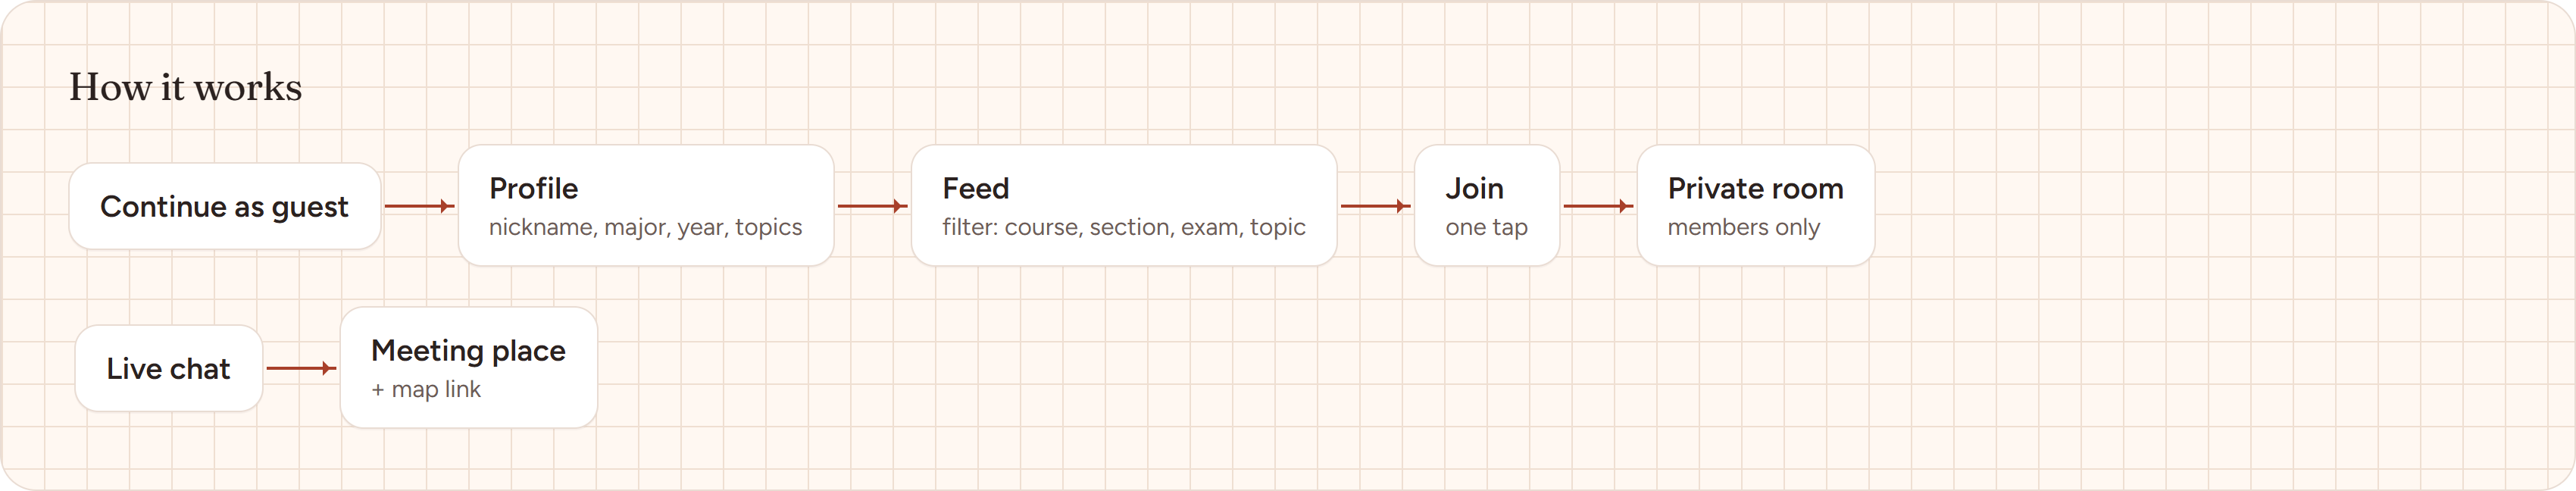 How it works
Continue as guest
Profile
nickname, major, year, topics
Feed
filter: course, section, exam, topic
Join
one tap
Private room
members only
Live chat
Meeting place
+ map link